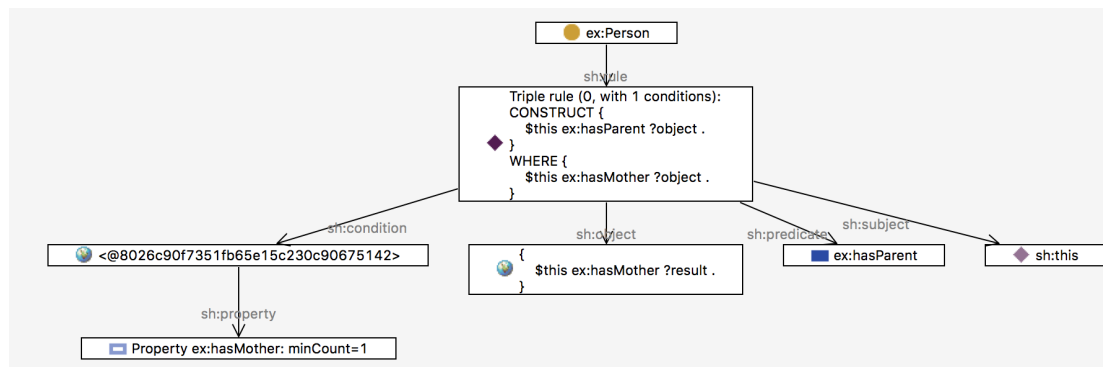 ex:Person
sh:rule
Triple rule (0, with 1 conditions):
CONSTRUCT {
$this ex:hasParent ?object .
}
WHERE {
$this ex:hasMother ?object .
}
sh:condition
sh:object
sh:predicate
sh:subject
<@8026c90f7351fb65e15c230c90675142>
{
$this ex:hasMother ?result .
}
ex:hasParent
sh:this
sh:property
Property ex:hasMother: minCount=1